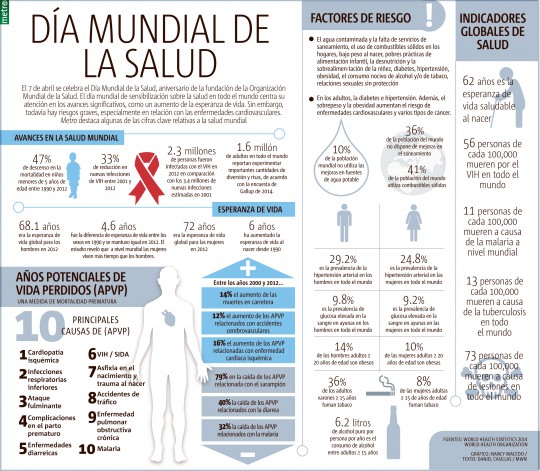 metro
DÍA MUNDIAL DE
LA SALUD
El 7 de abril se celebra el Día Mundial de la Salud, aniversario de la fundación de la Organización
Mundial de la Salud. El día mundial de sensibilización sobre la salud en todo el mundo centra su
atención en los avances significativos, como un aumento de la esperanza de vida. Sin embargo,
todavía hay riesgos graves, especialmente en relación con las enfermedades cardiovasculares.
Metro destaca algunas de las cifras clave relativas a la salud mundial
AVANCES EN LA SALUD MUNDIAL
47%
de descenso en la
mortalidad en niños
menores de 5 años de
edad entre 1990 y 2012
33%
de reducción en nuevas
infecciones del
VIH entre 2001 y
2012
2.3 millones
de personas fueron
infectadas con el VIH en
2012 en comparación
con los 3.4 millones de
nuevas infecciones
estimadas en 2001
1.6 millón
de adultos en todo el mundo
reportan experimentar
importantes cantidades de
diversión y risas, de acuerdo
con la encuesta de
Gallup de 2014.
ESPERANZA DE VIDA
68.1 años
era la esperanza de
vida global para los
hombres en 2012
4.6 años
fue la diferencia de esperanza de vida entre los
sexos en 1990 y se mantuvo igual en 2012. El
estudio reveló que a nivel mundial las mujeres
viven más tiempo que los hombres.
72 años
era la esperanza de
vida global para las mujeres
en 2012
6 años
ha aumentado la
esperanza de vida al
nacer desde 1990
AÑOS POTENCIALES DE
VIDA PERDIDOS (APVP)
UNA MEDIDA DE MORTALIDAD PREMATURA
10 PRINCIPALES
CAUSAS DE (APVP)
1 Cardiopatía
isquémica
2 Infecciones
respiratorias
inferiores
3 Ataque
fulminante
4 Complicaciones
en el parto
prematuro
5 Enfermedades
diarreicas
6 VIH / SIDA
7 Asfixia en el
nacimiento y
trauma al nacer
8 Accidentes
de tráfico
9 Enfermedad
pulmonar
obstructiva
crónica
10 Malaria
Entre los años 2000 y 2012...
14% el aumento de las
muertes en carretera
12% el aumento de los APVP
relacionados con accidentes
cerebrovasculares
16% el aumento de los APVP
relacionadas con enfermedad
cardíaca isquémica
79% en la caída de los APVP
relacionados con el sarampión
40% la caída de los APVP
relacionados con la diarrea
32% la caída de los APVP
relacionados con la malaria
FACTORES DE RIESGO
El agua contaminada y la falta de servicios de
saneamiento, el uso de combustibles sólidos en los
hogares, bajo peso al nacer, pobres prácticas de
alimentación infantil, la desnutrición y la
sobrealimentación de la niñez, diabetes, hipertensión,
obesidad, el consumo nocivo de alcohol y/o de tabaco,
relaciones sexuales sin protección
En los adultos, la diabetes e hipertensión. Además, el
sobrepeso y la obesidad aumentan el riesgo de
enfermedades cardiovasculares y varios tipos de cáncer.
10%
de la población
mundial no utiliza las
mejoras en fuentes
de agua potable
36%
de la población del mundo
no dispone de mejoras en
el saneamiento
41%
de la población del mundo
utiliza combustibles sólidos
29.2%
es la prevalencia de la
hipertensión arterial en los
hombres en todo el mundo
24.8%
es la prevalencia de la
hipertensión arterial en las
mujeres en todo el mundo
9.8%
es la prevalencia de
glucosa elevada en la
sangre en ayunas en los
hombres en todo el mundo
9.2%
es la prevalencia de
glucosa elevada en la
sangre en ayunas en las
mujeres en todo el mundo
14%
de los hombres adultos ≥
20 años de edad son obesos
10%
de las mujeres adultas ≥ 20
años de edad son obesas
36%
de los adultos
varones ≥ 15 años
fuman tabaco
8%
de las mujeres
adultas ≥ 15 años
fuman tabaco
6.2 litros
de alcohol puro por
persona por año es el
consumo de alcohol
entre adultos ≥ 15 años
INDICADORES
GLOBALES DE
SALUD
62 años es la
esperanza de
vida saludable
al nacer
56 personas
de cada
100,000
mueren por el
VIH en todo el
mundo
11 personas de
cada 100,000
mueren a causa
de la malaria a
nivel mundial
13 personas de
cada 100,000
mueren a causa
de la tuberculosis
en todo
el mundo
73 personas
de cada
100,000
mueren a causa
de lesiones en
todo el mundo
FUENTES: WORLD HEALTH STATISTICS 2014
WORLD HEALTH ORGANIZATION
GRÁFICO: NANCY MACEDO /
TEXTO: DANIEL CASILLAS / MWN